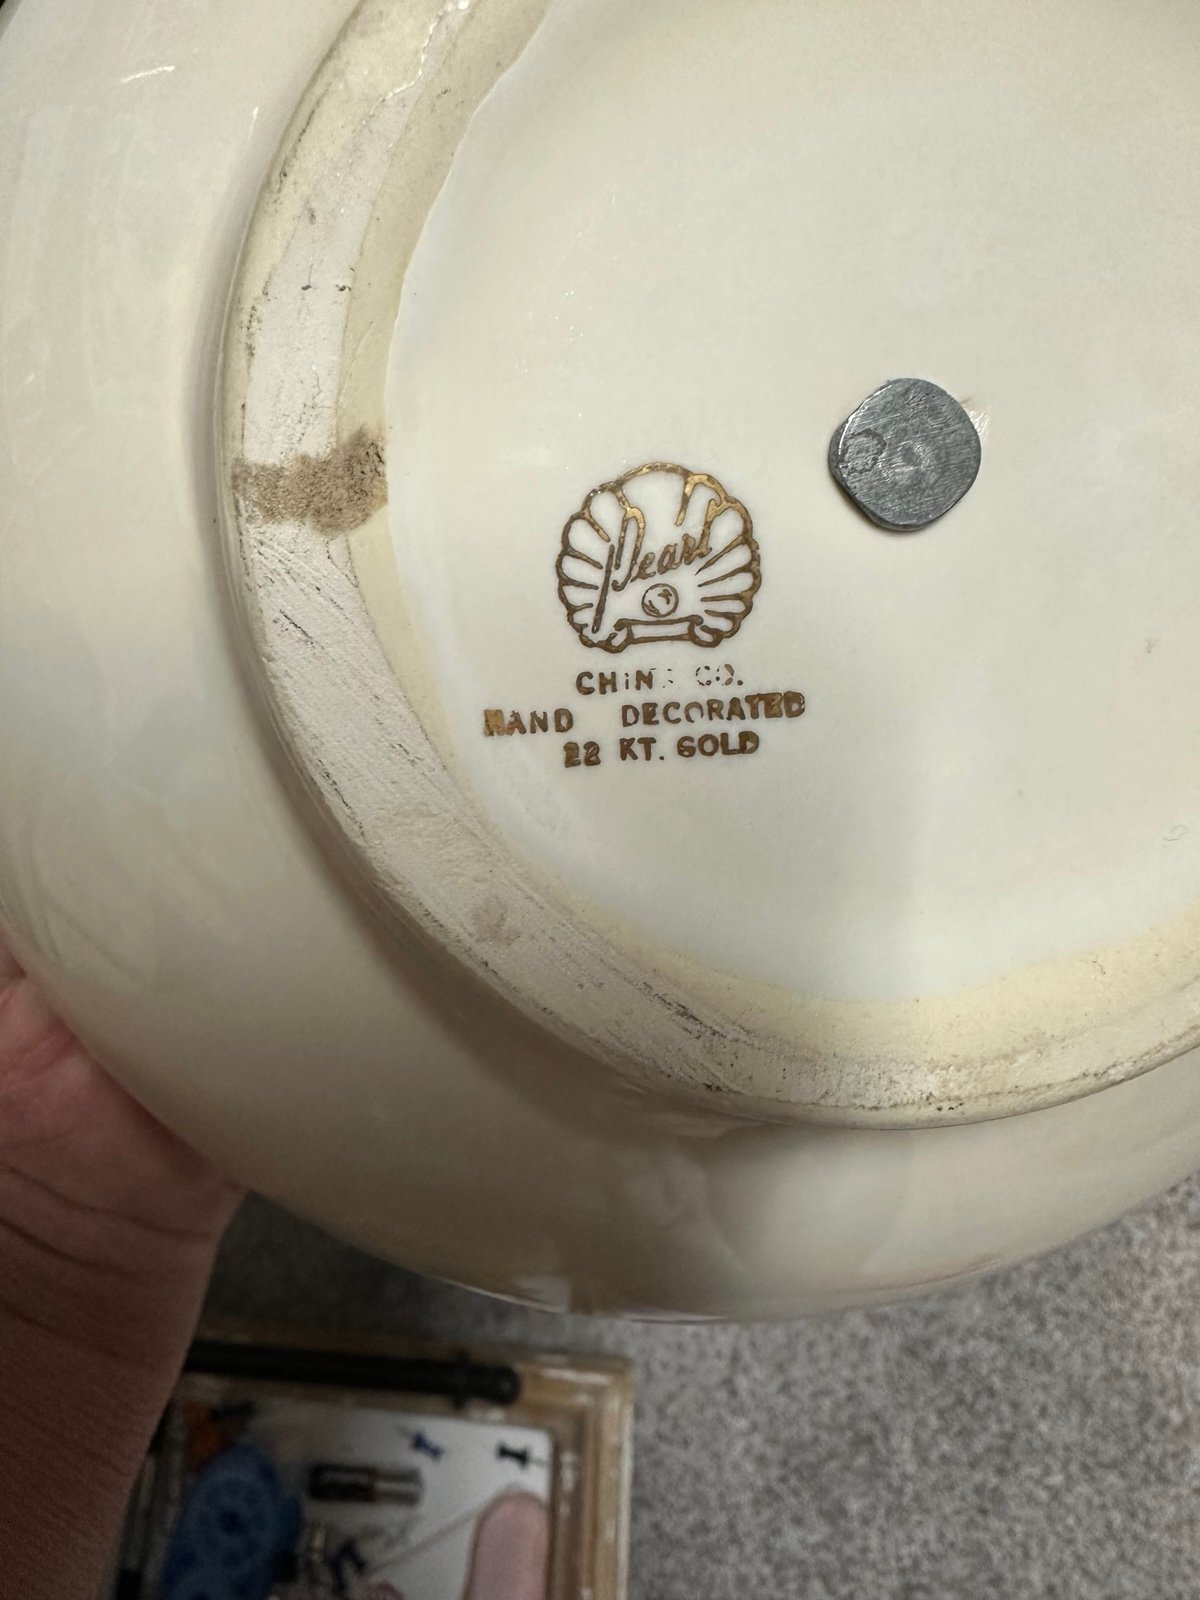 Pearl
CHINA CO.
HAND DECORATED
22 KT. GOLD